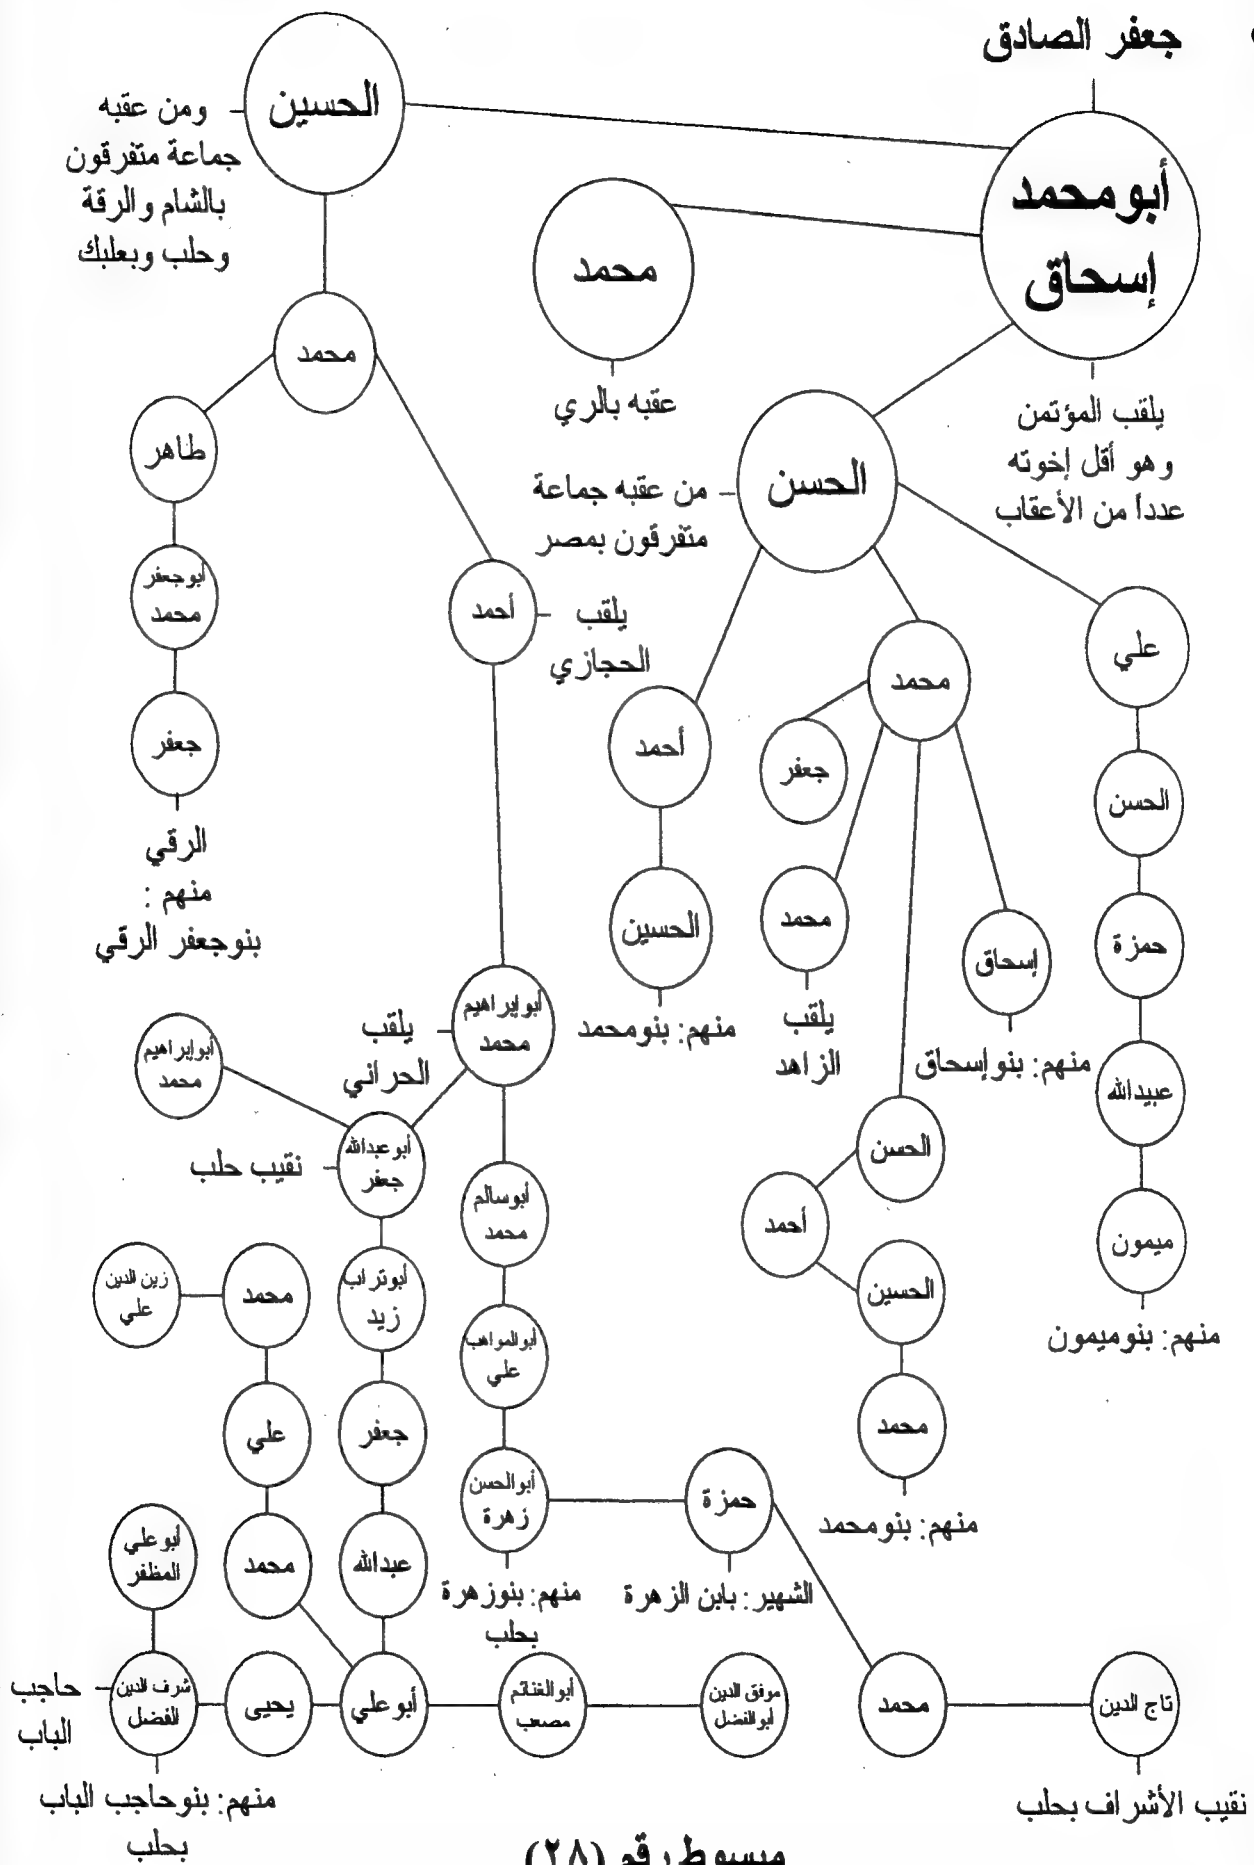 جعفر الصادق
أبو محمد
إسحاق
يلقب المؤتمن
وهو أقل إخوته
عدداً من الأعقاب
الحسين
ومن عقبه
جماعة متفرقون
بالشام والرقة
وحلب وبعلبك
محمد
عقبه بالري
الحسن
من عقبه جماعة
متفرقون بمصر
علي
الحسن
حمزة
عبيدالله
ميمون
منهم: بنوميمون
محمد
إسحاق
منهم: بنوإسحاق
الحسن
أحمد
الحسين
محمد
منهم: بنومحمد
محمد
يلقب
الزاهد
جعفر
أحمد
الحسين
منهم: بنومحمد
محمد
أحمد
يلقب
الحجازي
أبوإبراهيم
محمد
يلقب
الحراني
أبوسالم
محمد
أبوالمواهب
علي
أبوالحسن
زهرة
منهم: بنوزهرة
بحلب
حمزة
الشهير: بابن الزهرة
محمد
تاج الدين
نقيب الأشراف بحلب
طاهر
أبوجعفر
محمد
جعفر
الرقي
منهم :
بنوجعفر الرقي
أبوعبدالله
جعفر
نقيب حلب
أبوإبراهيم
محمد
أبوتراب
زيد
جعفر
عبدالله
أبوعلي
أبوالغنائم
مصعب
موفق الدين
أبوالفضل
محمد
علي
محمد
زين الدين
علي
يحيى
شرف الدين
الفضل
حاجب
الباب
أبوعلي
المظفر
منهم: بنوحاجب الباب
بحلب
مبسوط رقم (٢٨)